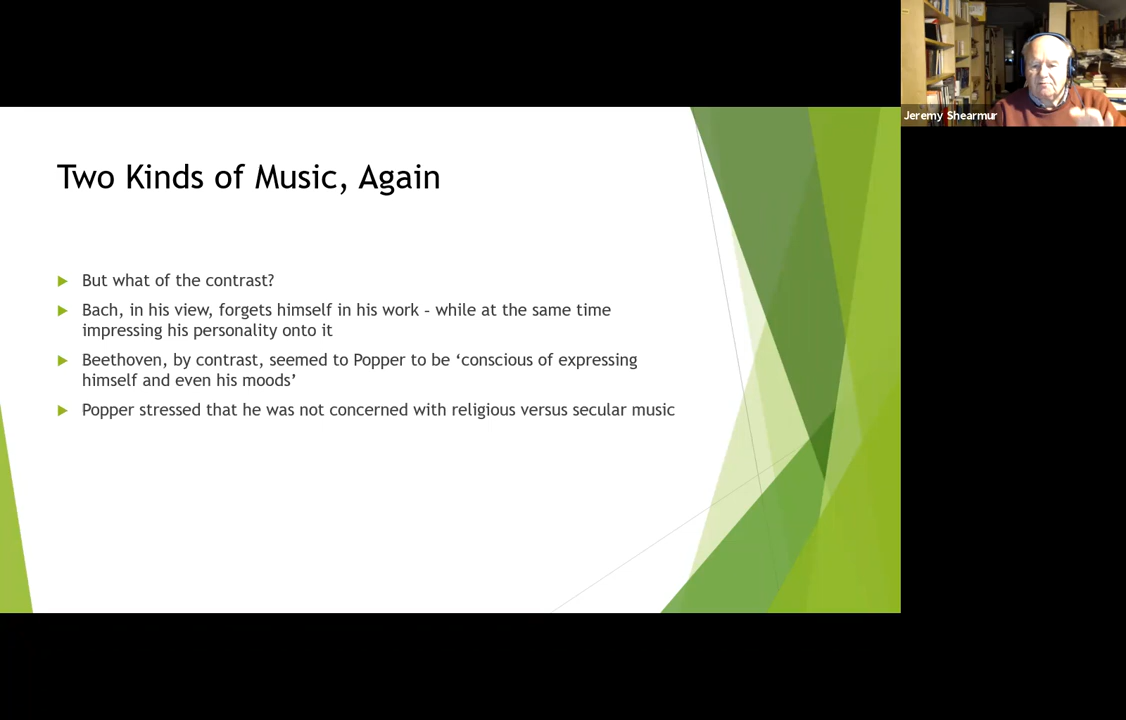 Jeremy Shearmur
Two Kinds of Music, Again
But what of the contrast?
Bach, in his view, forgets himself in his work – while at the same time
impressing his personality onto it
Beethoven, by contrast, seemed to Popper to be ‘conscious of expressing
himself and even his moods’
Popper stressed that he was not concerned with religious versus secular music